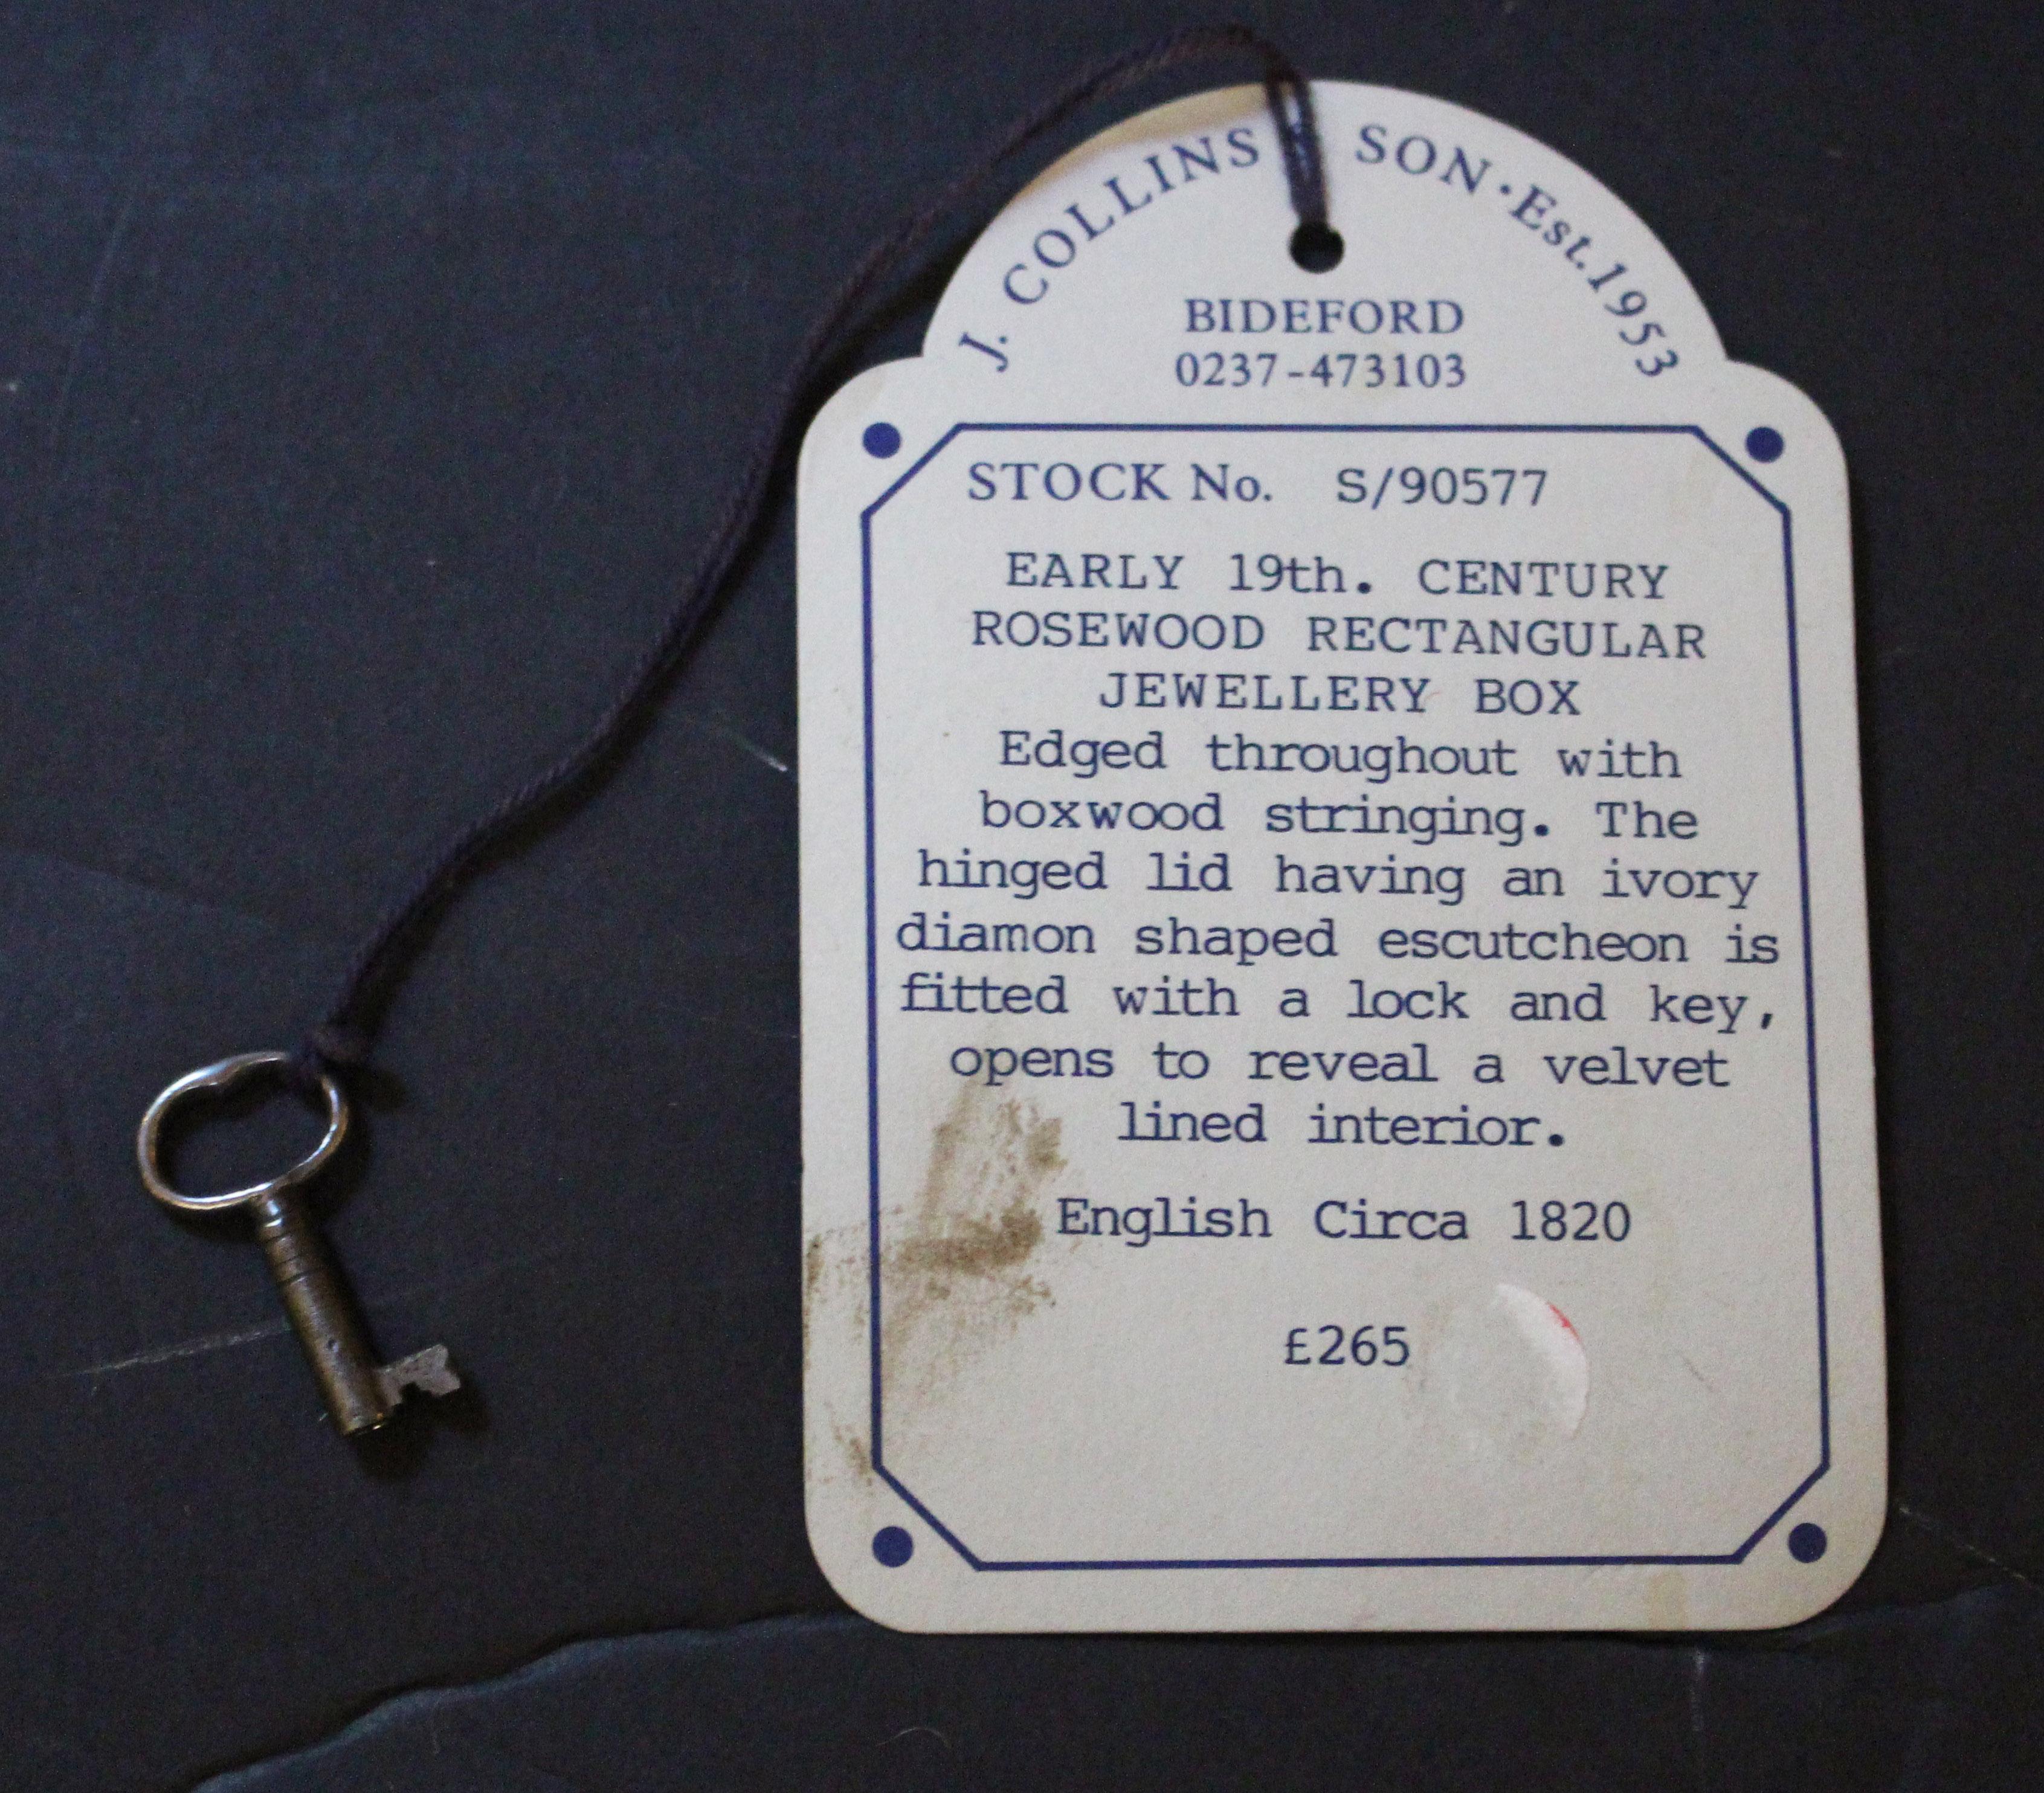 J. COLLINS SON · Est. 1953
BIDEFORD
0237-473103
STOCK No. S/90577
EARLY 19th. CENTURY
ROSEWOOD RECTANGULAR
JEWELLERY BOX
Edged throughout with
boxwood stringing. The
hinged lid having an ivory
diamon shaped escutcheon is
fitted with a lock and key,
opens to reveal a velvet
lined interior.
English Circa 1820
£265